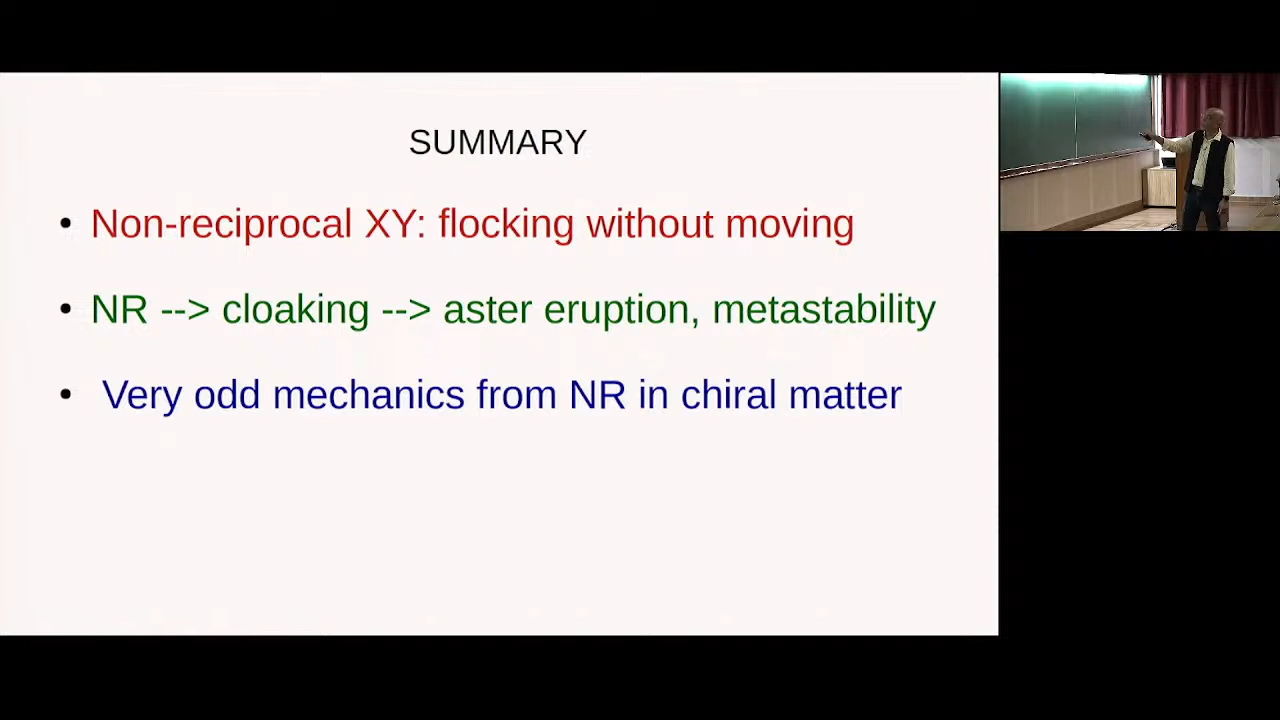 SUMMARY
• Non-reciprocal XY: flocking without moving
• NR --> cloaking --> aster eruption, metastability
• Very odd mechanics from NR in chiral matter